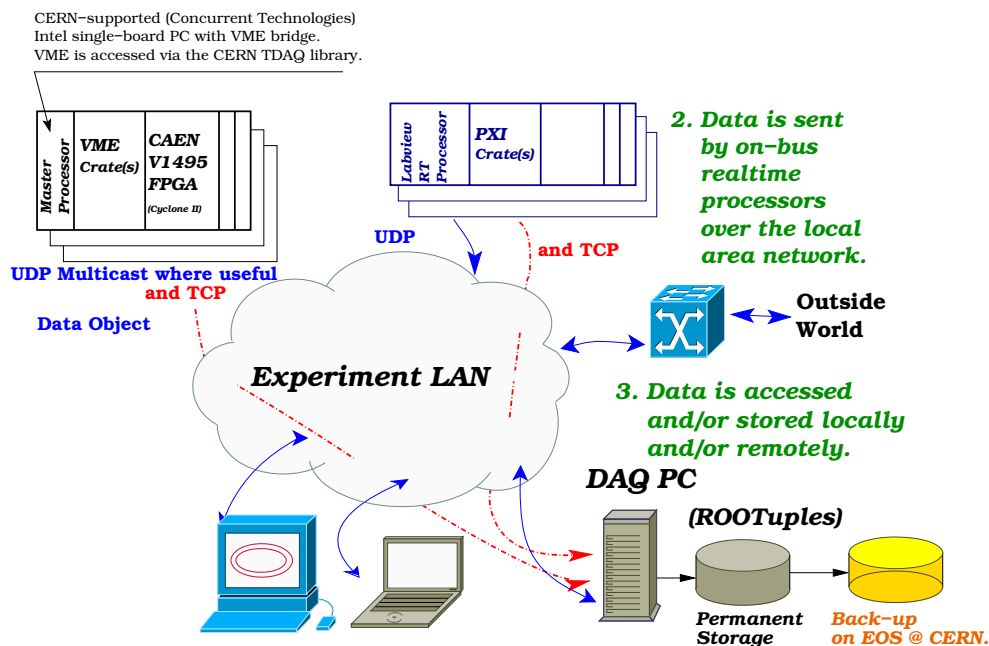 CERN−supported (Concurrent Technologies)
Intel single−board PC with VME bridge.
VME is accessed via the CERN TDAQ library.
Master
Processor
VME
Crate(s)
CAEN
V1495
FPGA
(Cyclone II)
Labview
RT
Processor
PXI
Crate(s)
2. Data is sent
by on−bus
realtime
processors
over the local
area network.
UDP
and TCP
UDP Multicast where useful
and TCP
Data Object
Outside
World
Experiment LAN
3. Data is accessed
and/or stored locally
and/or remotely.
DAQ PC
(ROOTuples)
Permanent
Storage
Back−up
on EOS @ CERN.